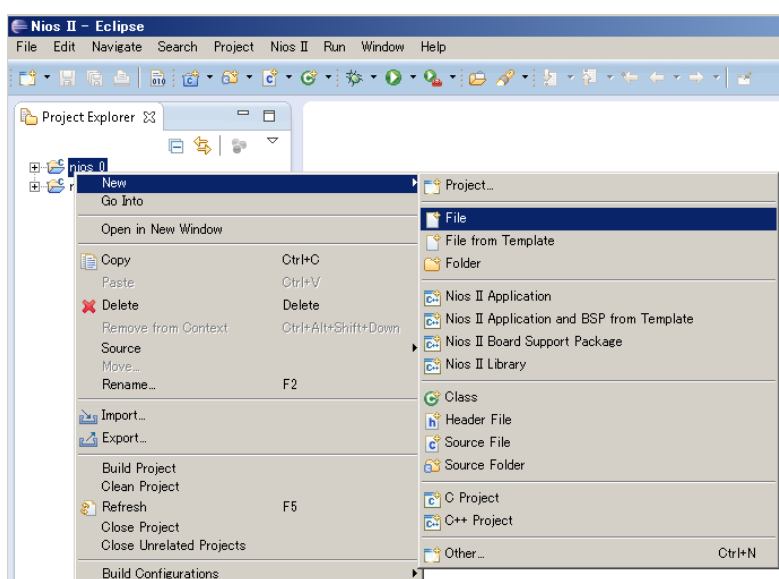 Nios II - Eclipse
File Edit Navigate Search Project Nios II Run Window Help
Project Explorer
nios_0
New
Go Into
Open in New Window
Copy Ctrl+C
Paste Ctrl+V
Delete Delete
Remove from Context Ctrl+Alt+Shift+Down
Source
Move...
Rename... F2
Import...
Export...
Build Project
Clean Project
Refresh F5
Close Project
Close Unrelated Projects
Build Configurations
Project...
File
File from Template
Folder
Nios II Application
Nios II Application and BSP from Template
Nios II Board Support Package
Nios II Library
Class
Header File
Source File
Source Folder
C Project
C++ Project
Other... Ctrl+N